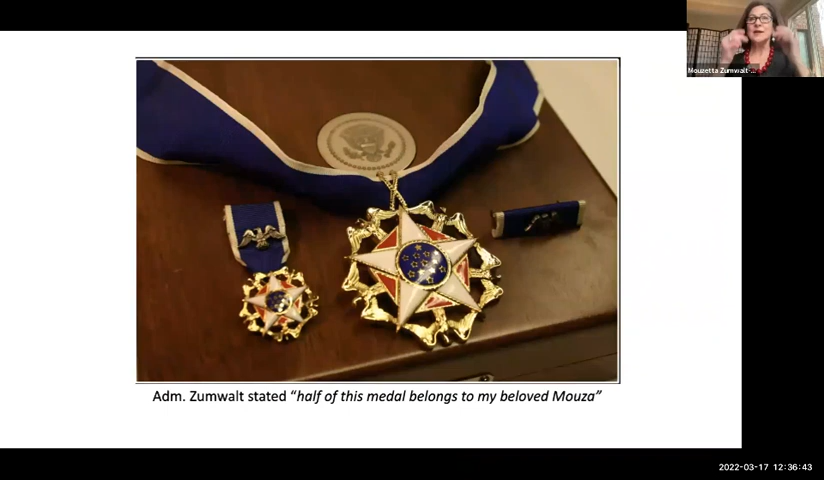 Mouzetta Zumwalt-...
Adm. Zumwalt stated “half of this medal belongs to my beloved Mouza”
2022-03-17 12:36:43